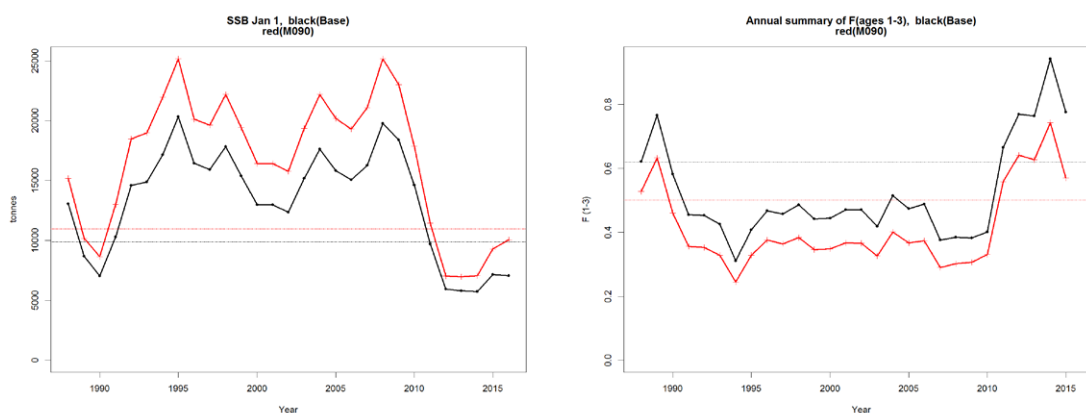 SSB Jan 1, black(Base)
red(M090)
tonnes
25000
20000
15000
10000
5000
0
1990
1995
2000
2005
2010
2015
Year
Annual summary of F(ages 1-3), black(Base)
red(M090)
F (1-3)
0.8
0.6
0.4
0.2
0.0
1990
1995
2000
2005
2010
2015
Year